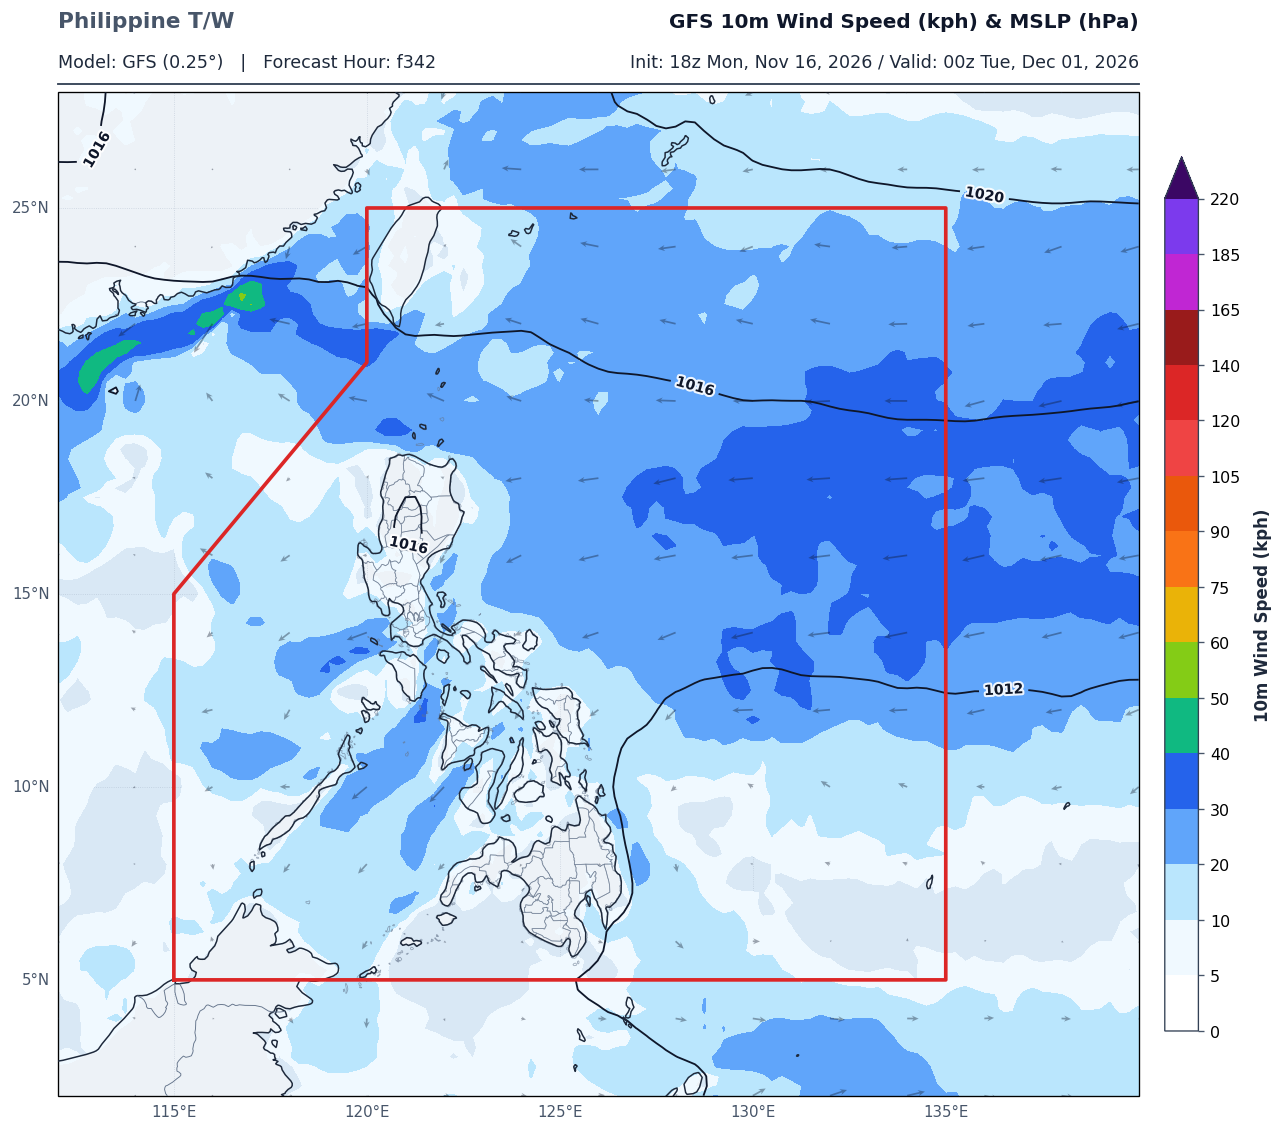 Philippine T/W
GFS 10m Wind Speed (kph) & MSLP (hPa)
Model: GFS (0.25°)   |   Forecast Hour: f342
Init: 18z Mon, Nov 16, 2026 / Valid: 00z Tue, Dec 01, 2026
1016
1020
1016
1016
1012
25°N
20°N
15°N
10°N
5°N
115°E
120°E
125°E
130°E
135°E
220
185
165
140
120
105
90
75
60
50
40
30
20
10
5
0
10m Wind Speed (kph)